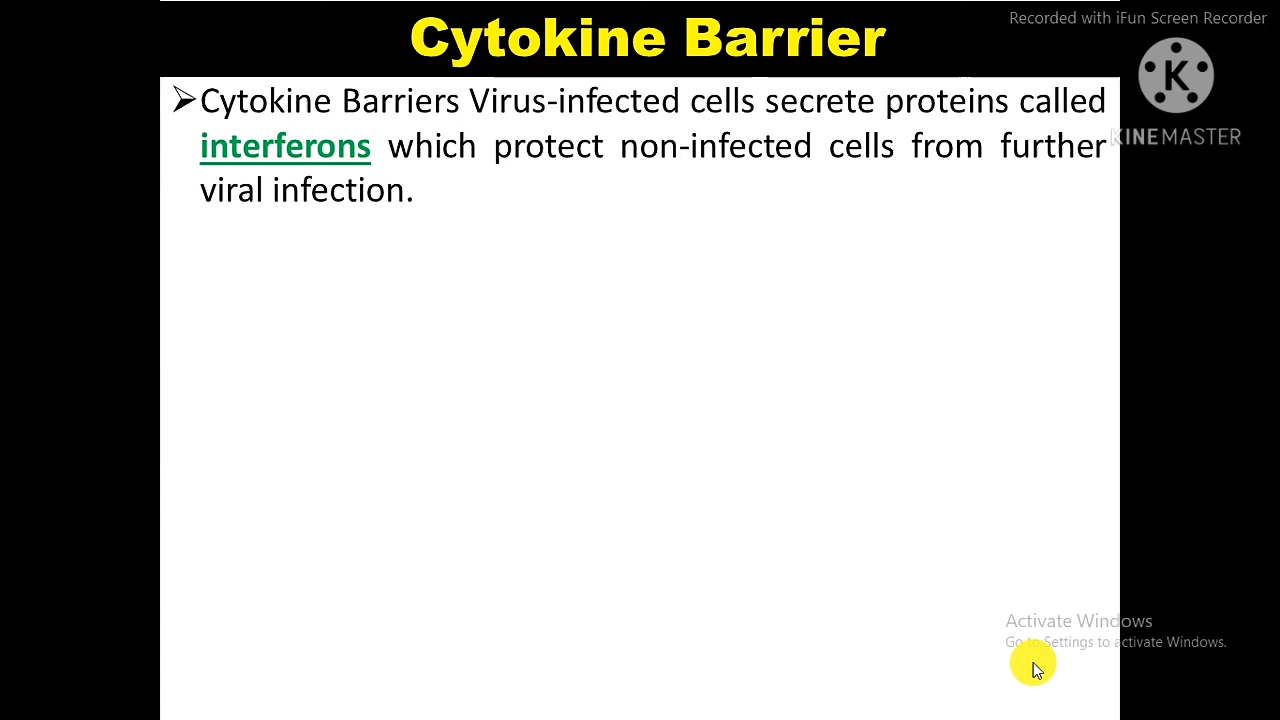 Cytokine Barrier
Recorded with iFun Screen Recorder
K
KINEMASTER
➢Cytokine Barriers Virus-infected cells secrete proteins called
interferons which protect non-infected cells from further
viral infection.
Activate Windows
Go to Settings to activate Windows.